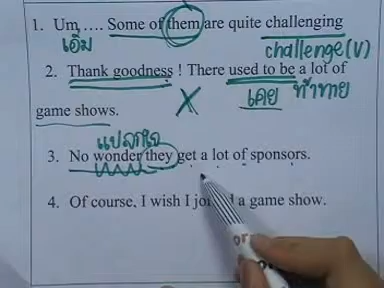 1. Um .... Some of them are quite challenging
เอิ่ม challenge(v)
2. Thank goodness ! There used to be a lot of
เคย ท้าทาย
game shows.
แปลกใจ
3. No wonder they get a lot of sponsors.
4. Of course, I wish I a game show.